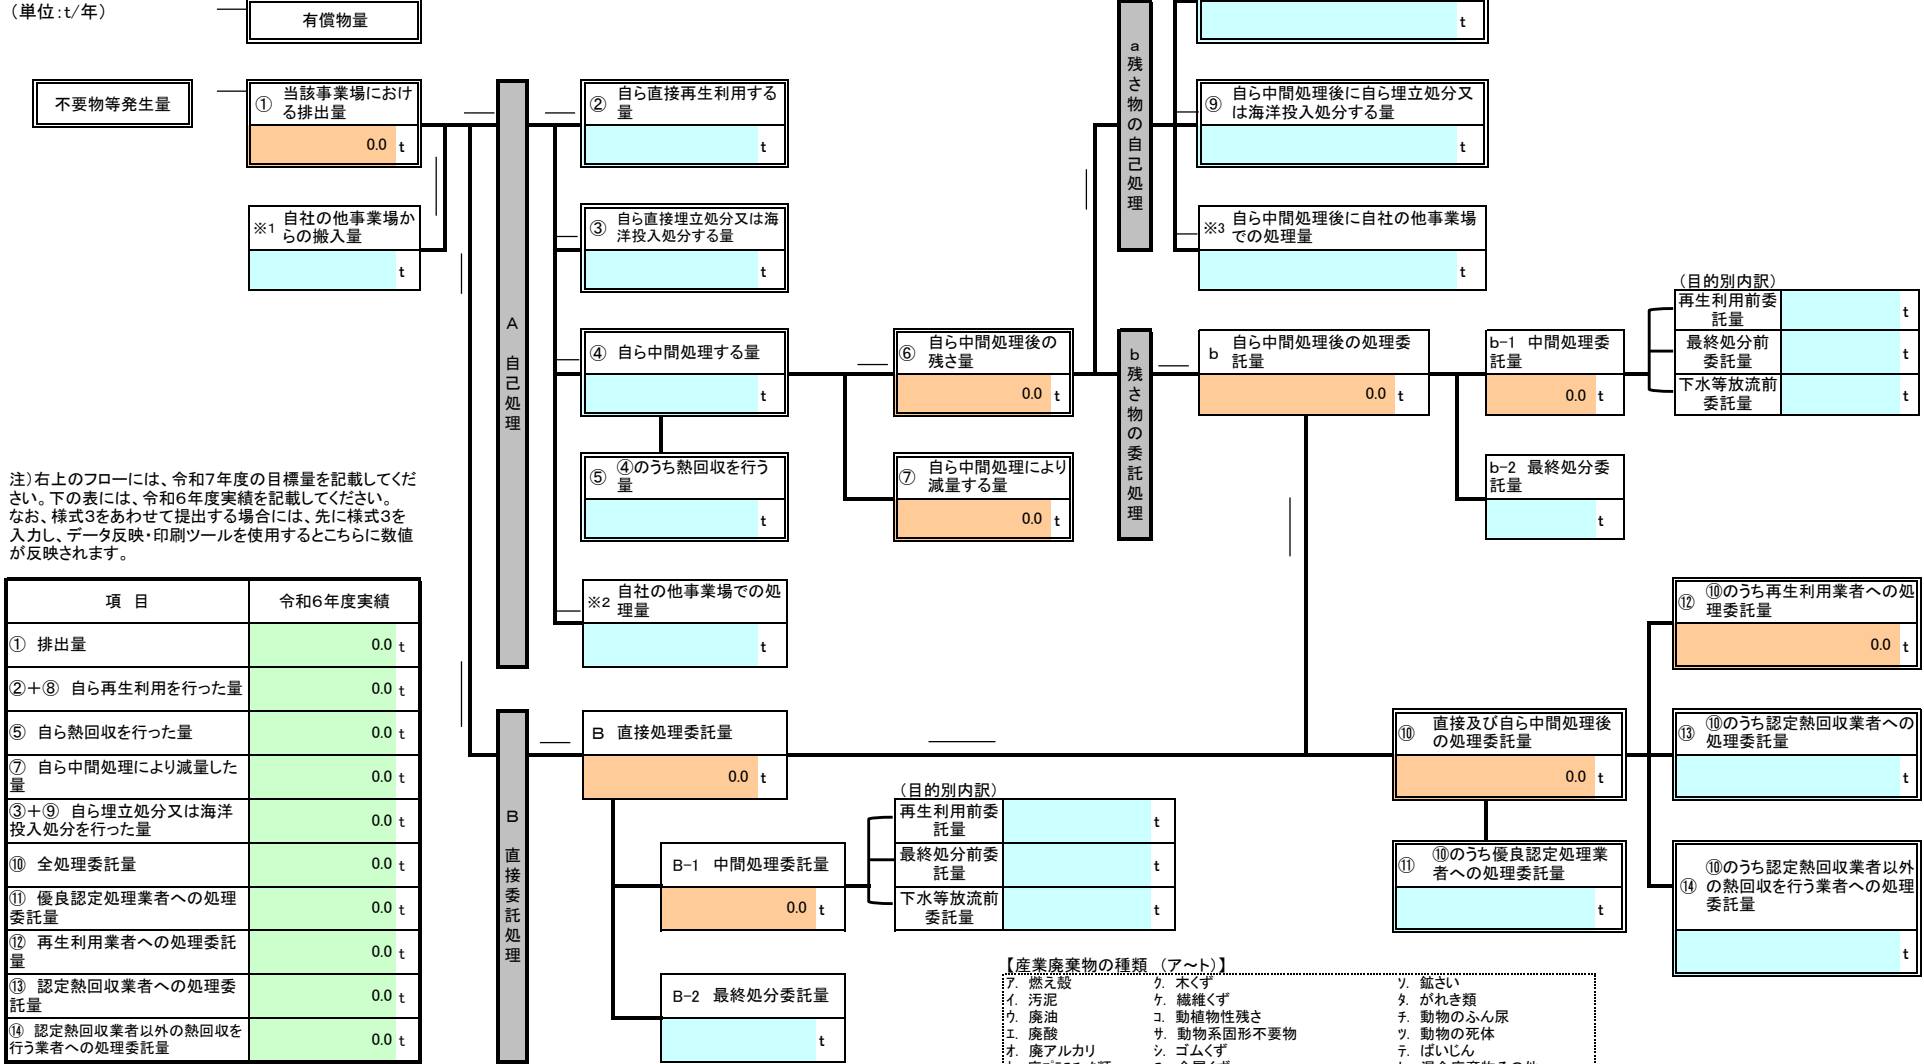 （単位：t/年）
有償物量
t
不要物等発生量
① 当該事業場におけ
る排出量
0.0 t
※1 自社の他事業場か
らの搬入量
t
A 自己処理
② 自ら直接再生利用する
量
t
③ 自ら直接埋立処分又は海
洋投入処分する量
t
④ 自ら中間処理する量
t
⑤ ④のうち熱回収を行う
量
t
※2 自社の他事業場での処
理量
t
⑥ 自ら中間処理後の
残さ量
0.0 t
⑦ 自ら中間処理により
減量する量
0.0 t
a残さ物の自己処理
⑨ 自ら中間処理後に自ら埋立処分又
は海洋投入処分する量
t
※3 自ら中間処理後に自社の他事業場
での処理量
t
b残さ物の委託処理
b 自ら中間処理後の処理委
託量
0.0 t
b-1 中間処理委
託量
0.0 t
（目的別内訳）
再生利用前委
託量
t
最終処分前
委託量
t
下水等放流前
委託量
t
b-2 最終処分委
託量
t
注）右上のフローには、令和7年度の目標量を記載してくだ
さい。下の表には、令和6年度実績を記載してください。
なお、様式3をあわせて提出する場合には、先に様式3を
入力し、データ反映・印刷ツールを使用するとこちらに数値
が反映されます。
項 目 令和6年度実績
① 排出量 0.0 t
②＋⑧ 自ら再生利用を行った量 0.0 t
⑤ 自ら熱回収を行った量 0.0 t
⑦ 自ら中間処理により減量した
量 0.0 t
③＋⑨ 自ら埋立処分又は海洋
投入処分を行った量 0.0 t
⑩ 全処理委託量 0.0 t
⑪ 優良認定処理業者への処理
委託量 0.0 t
⑫ 再生利用業者への処理委託
量 0.0 t
⑬ 認定熱回収業者への処理委
託量 0.0 t
⑭ 認定熱回収業者以外の熱回収を
行う業者への処理委託量 0.0 t
B 直接委託処理
B 直接処理委託量
0.0 t
B-1 中間処理委託量
0.0 t
（目的別内訳）
再生利用前委
託量
t
最終処分前委
託量
t
下水等放流前
委託量
t
B-2 最終処分委託量
t
⑩ 直接及び自ら中間処理後
の処理委託量
0.0 t
⑪ ⑩のうち優良認定処理業
者への処理委託量
t
⑫ ⑩のうち再生利用業者への処
理委託量
0.0 t
⑬ ⑩のうち認定熱回収業者への
処理委託量
t
⑭ ⑩のうち認定熱回収業者以外
の熱回収を行う業者への処理
委託量
t
【産業廃棄物の種類 （ア～ト）】
ア. 燃え殻 ク. 木くず ソ. 鉱さい
イ. 汚泥 ケ. 繊維くず タ. がれき類
ウ. 廃油 コ. 動植物性残さ チ. 動物のふん尿
エ. 廃酸 サ. 動物系固形不要物 ツ. 動物の死体
オ. 廃アルカリ シ. ゴムくず テ. ばいじん